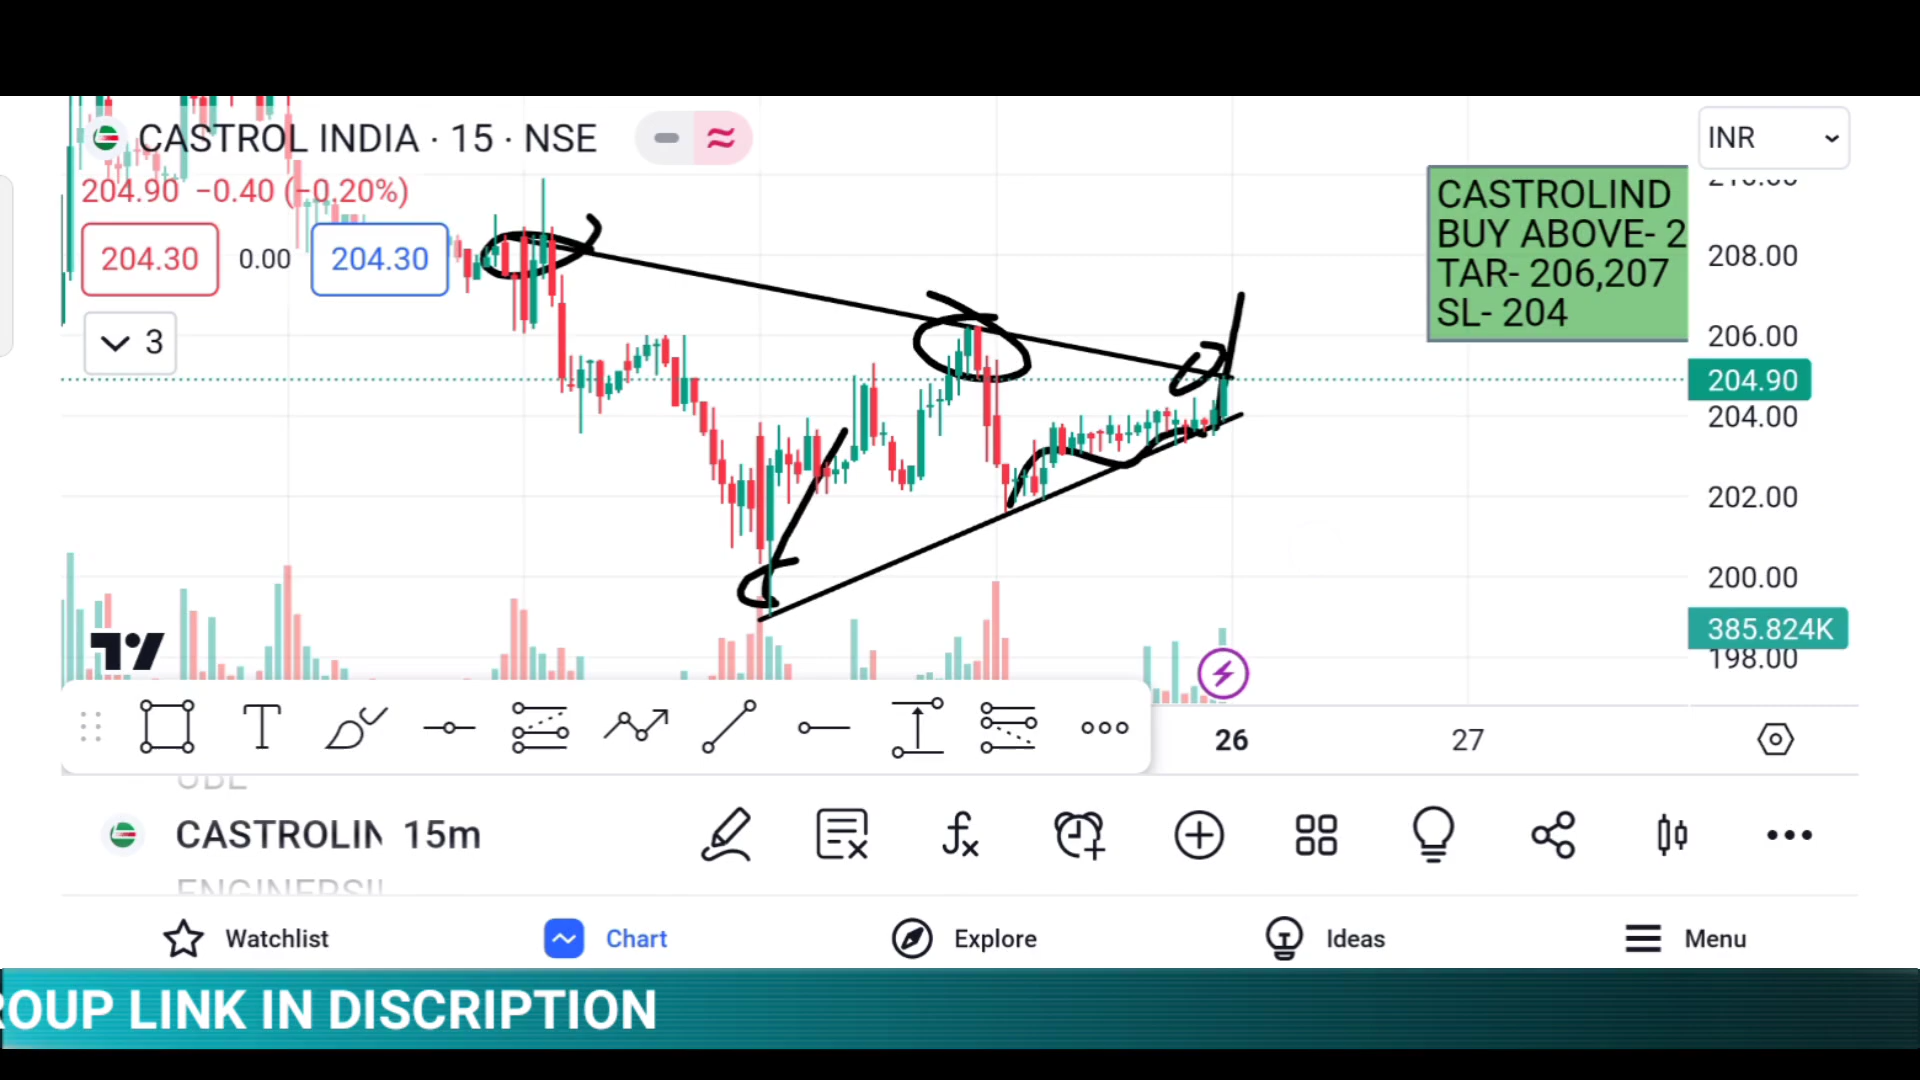 CASTROL INDIA · 15 · NSE
INR
204.90 −0.40 (−0.20%)
204.30 0.00 204.30
3
CASTROLIND
BUY ABOVE- 2
TAR- 206,207
SL- 204
208.00
206.00
204.90
204.00
202.00
200.00
385.824K
198.00
26 27
CASTROLIN 15m
Watchlist Chart Explore Ideas Menu
ROUP LINK IN DISCRIPTION